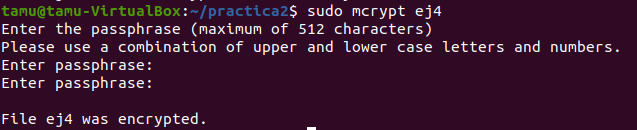 tamu@tamu-VirtualBox:~/practica2$ sudo mcrypt ej4
Enter the passphrase (maximum of 512 characters)
Please use a combination of upper and lower case letters and numbers.
Enter passphrase:
Enter passphrase:
File ej4 was encrypted.